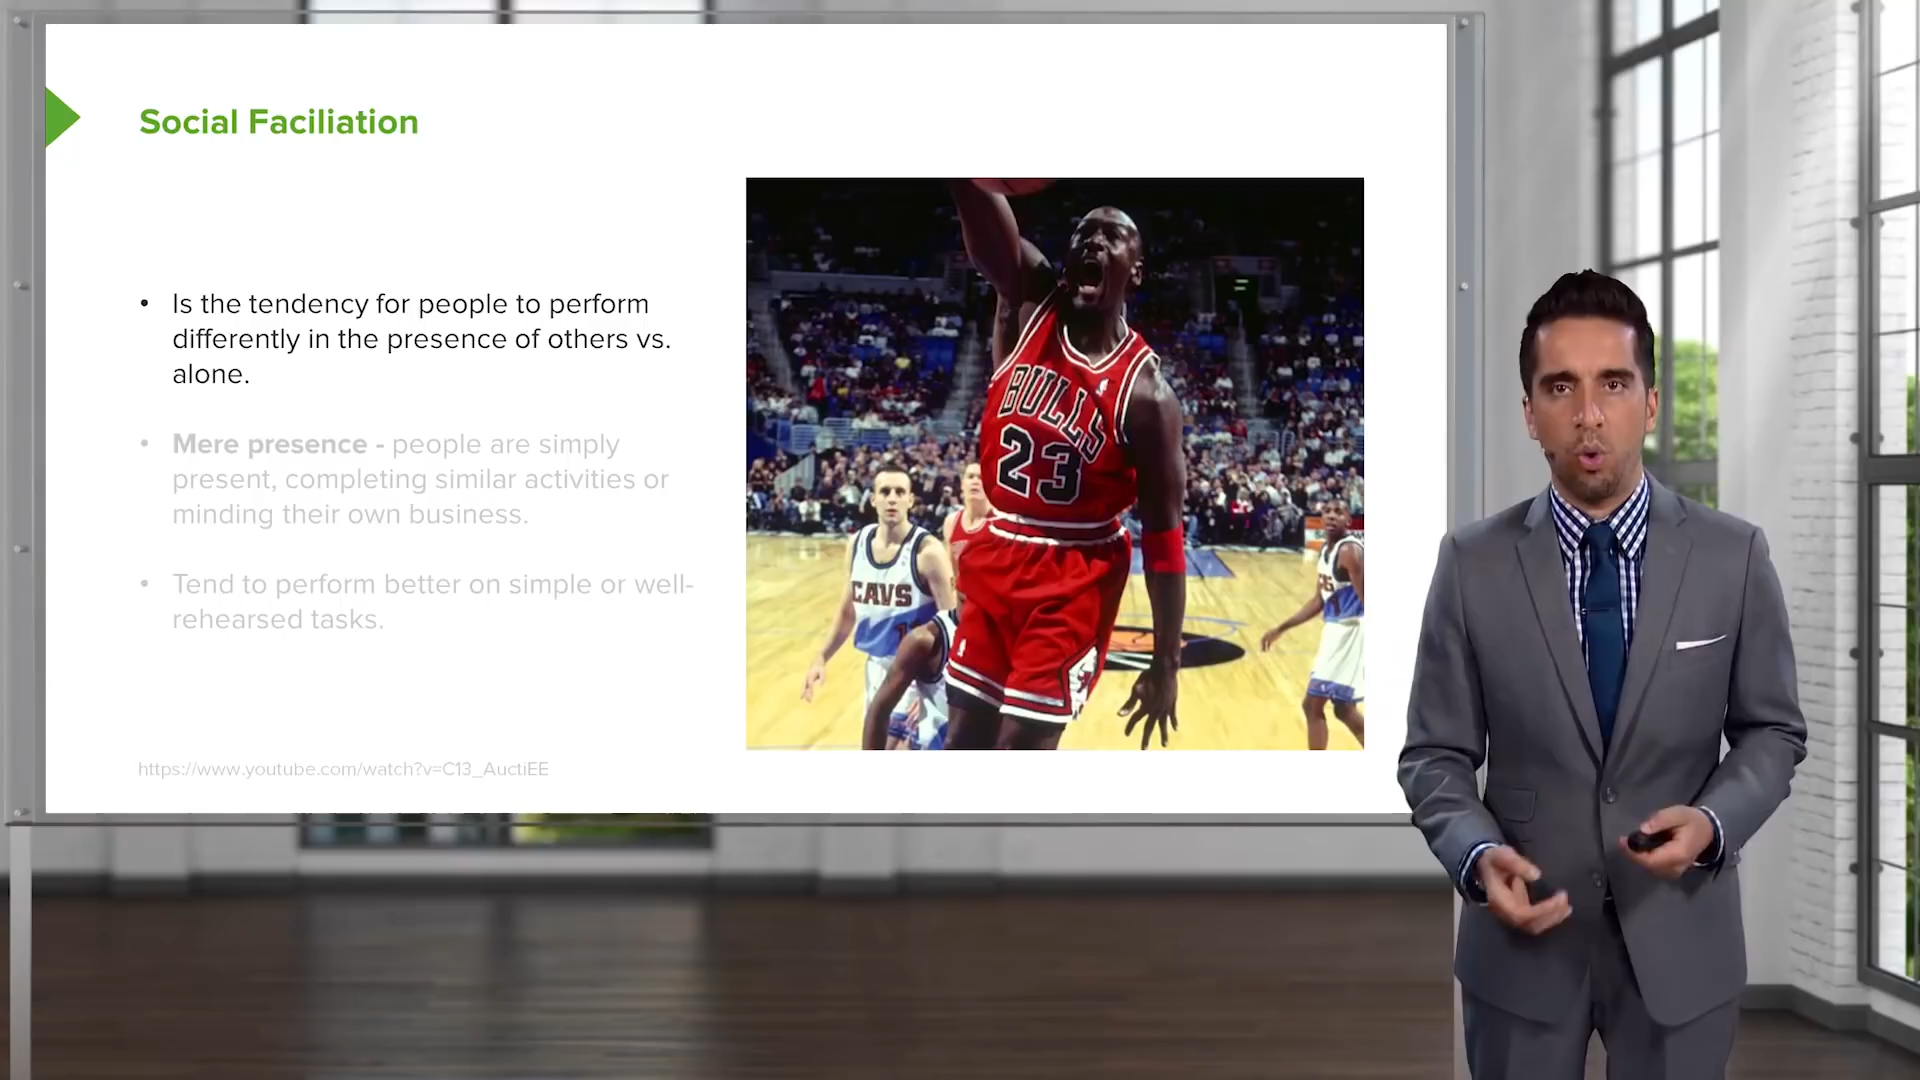 Social Faciliation
• Is the tendency for people to perform
differently in the presence of others vs.
alone.
• Mere presence - people are simply
present, completing similar activities or
minding their own business.
• Tend to perform better on simple or well-
rehearsed tasks.
https://www.youtube.com/watch?v=C13_AuctiEE
BULLS
23
CAVS